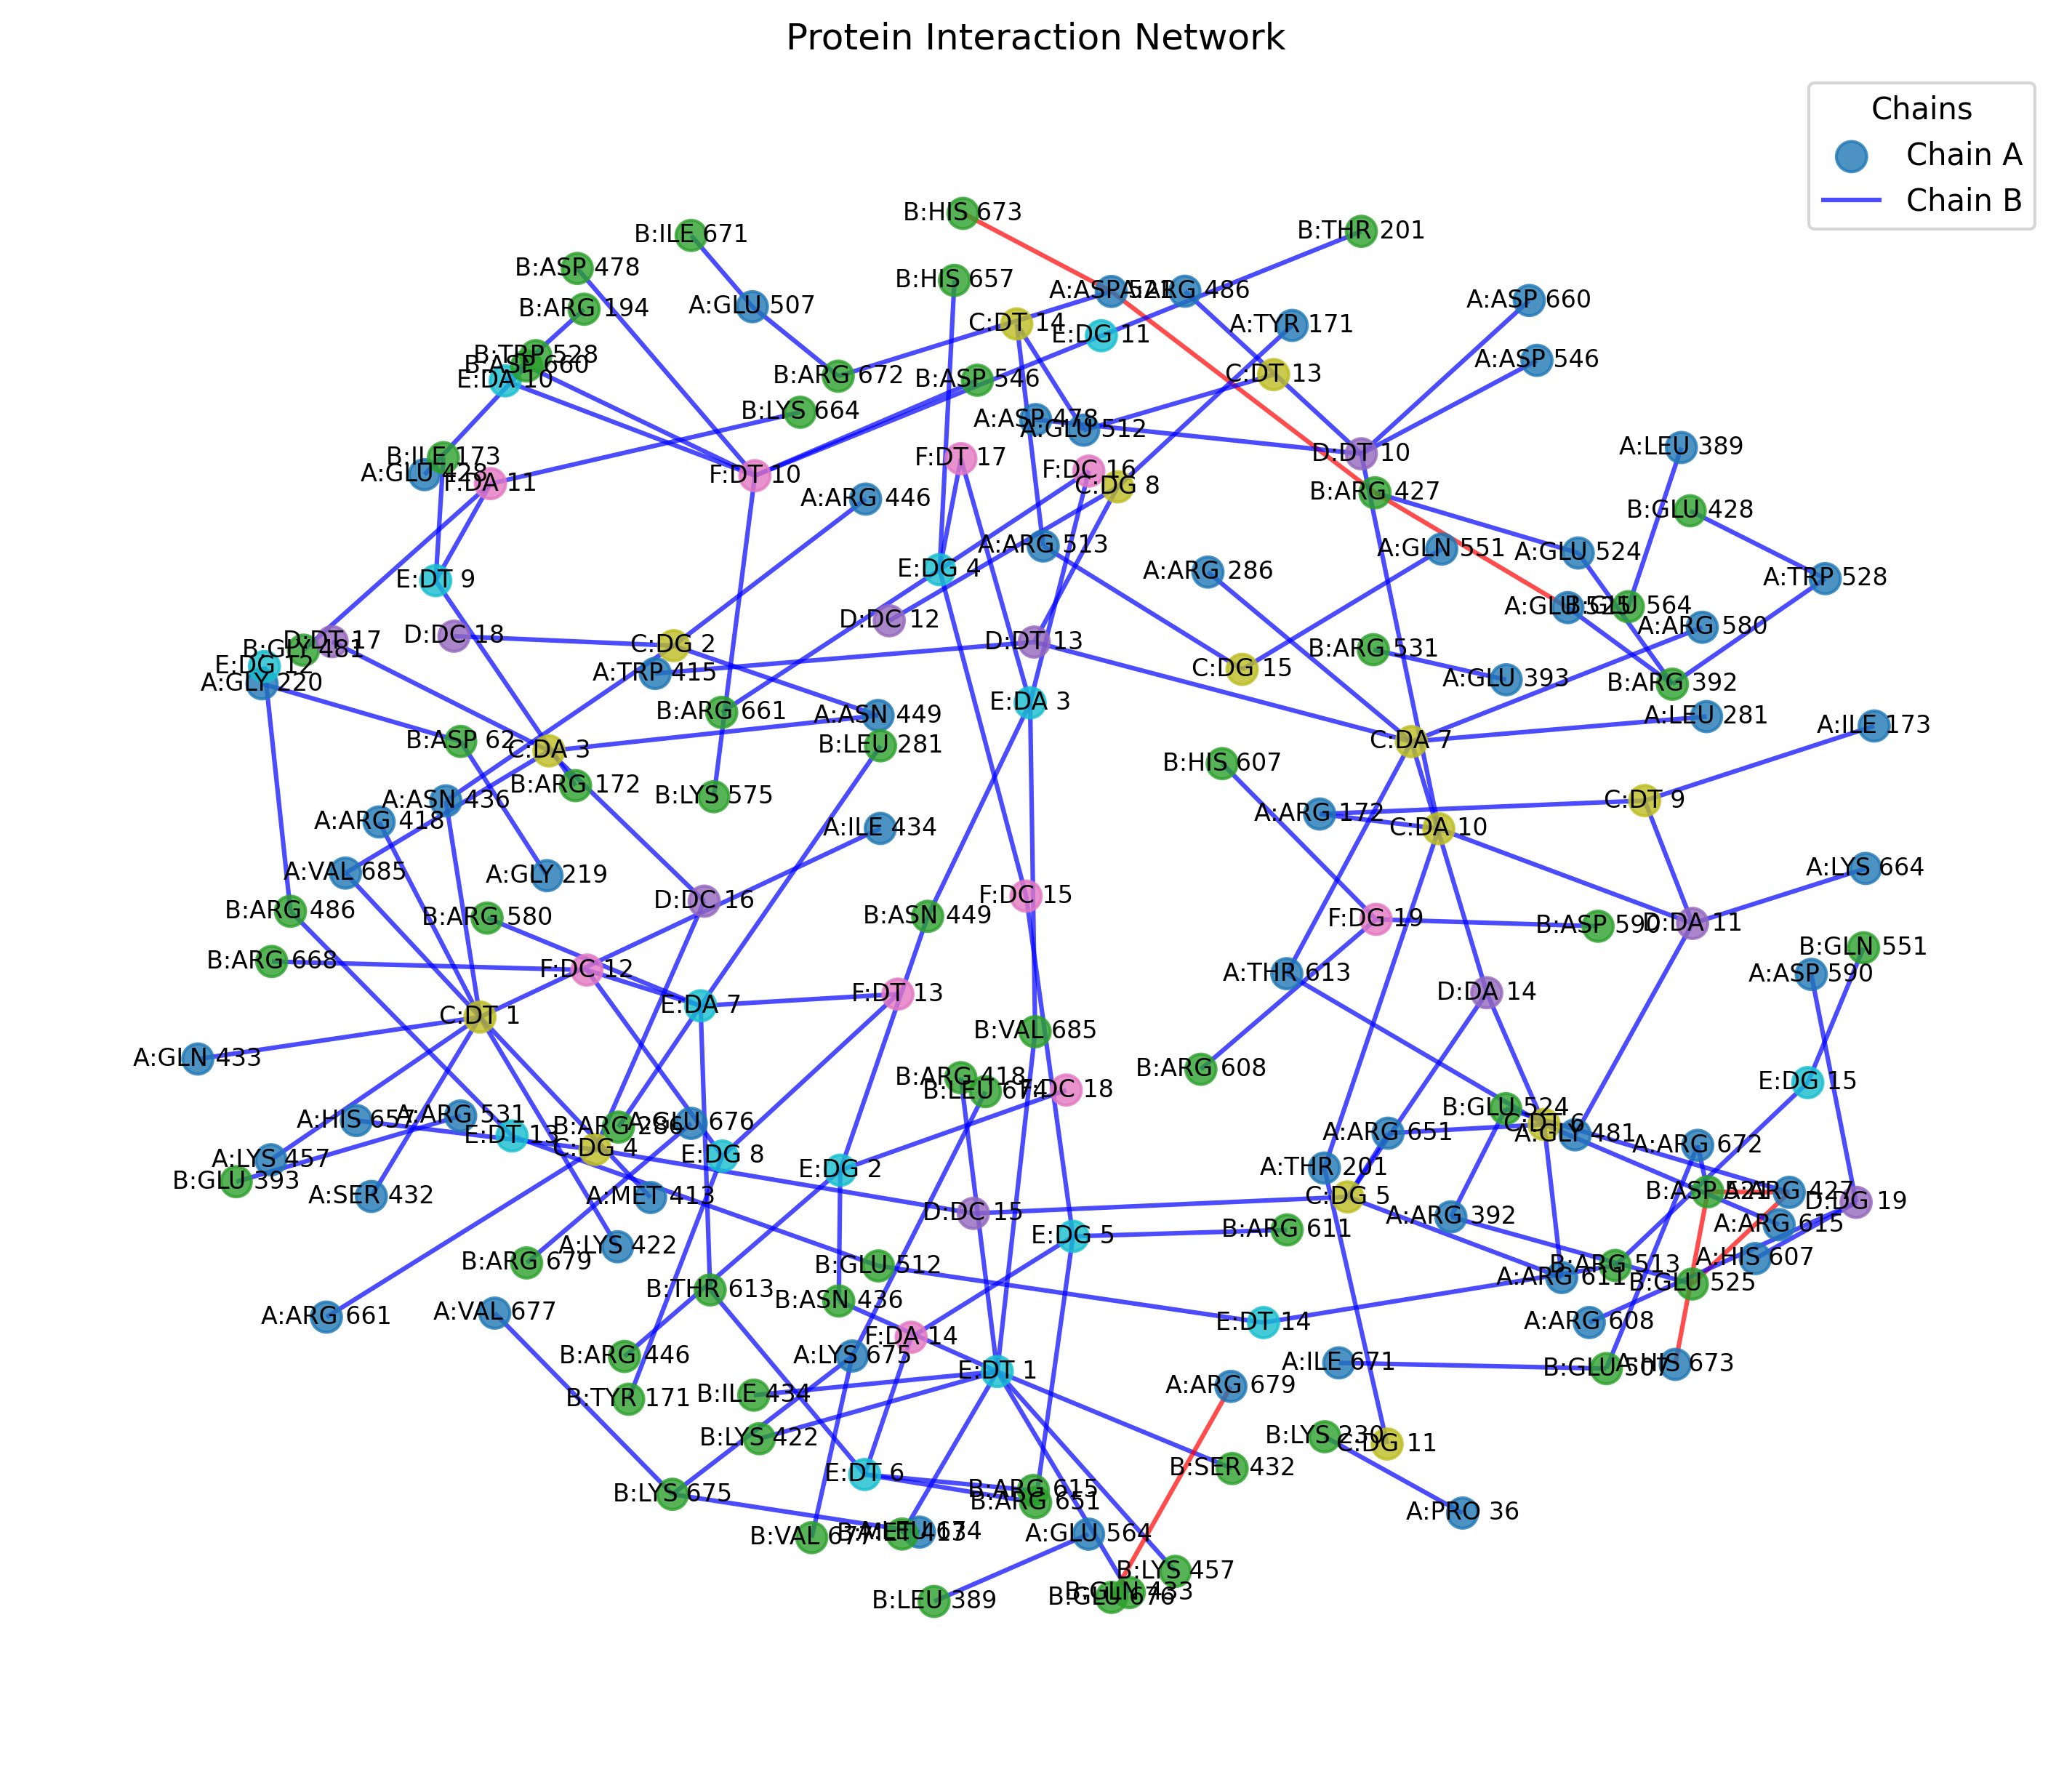 Protein Interaction Network
Chains
Chain A
Chain B
B:HIS 673
B:THR 201
B:ILE 671
B:ASP 478
B:HIS 657
A:ASP 521
A:ARG 486
A:ASP 660
A:GLU 507
B:ARG 194
C:DT 14
A:TYR 171
E:DG 11
B:TRP 528
A:ASP 546
B:ASP 660
E:DA 10
B:ARG 672
B:ASP 546
C:DT 13
B:LYS 664
A:ASP 478
A:GLU 512
A:LEU 389
D:DT 10
B:ILE 173
F:DT 17
F:DC 16
A:GLU 428
F:DA 11
F:DT 10
C:DG 8
B:ARG 427
A:ARG 446
B:GLU 428
A:ARG 513
A:GLN 551
A:GLU 524
E:DG 4
A:ARG 286
E:DT 9
A:TRP 528
A:GLU 525
B:GLU 564
D:DC 12
A:ARG 580
D:DT 17
D:DC 18
C:DG 2
D:DT 13
B:GLY 481
B:ARG 531
E:DG 12
A:TRP 415
C:DG 15
A:GLY 220
A:GLU 393
B:ARG 392
E:DA 3
B:ARG 661
A:ASN 449
A:LEU 281
A:ILE 173
B:ASP 62
C:DA 3
B:LEU 281
C:DA 7
B:HIS 607
B:ARG 172
B:LYS 575
A:ASN 436
C:DT 9
A:ARG 418
A:ILE 434
A:ARG 172
C:DA 10
A:VAL 685
A:GLY 219
A:LYS 664
F:DC 15
D:DC 16
B:ARG 486
B:ARG 580
B:ASN 449
F:DG 19
B:ASP 590
D:DA 11
B:GLN 551
B:ARG 668
F:DC 12
A:THR 613
A:ASP 590
F:DT 13
D:DA 14
E:DA 7
C:DT 1
B:VAL 685
A:GLN 433
B:ARG 608
B:ARG 418
B:LEU 674
F:DC 18
E:DG 15
B:GLU 524
A:HIS 657
A:ARG 531
B:ARG 286
A:GLU 676
E:DT 13
C:DT 6
A:ARG 651
A:GLY 481
A:ARG 672
C:DG 4
E:DG 8
A:LYS 457
E:DG 2
A:THR 201
B:GLU 393
A:SER 432
A:MET 413
C:DG 5
B:ASP 521
A:ARG 427
D:DG 19
D:DC 15
A:ARG 392
A:ARG 615
E:DG 5
B:ARG 611
A:LYS 422
B:ARG 679
B:GLU 512
A:HIS 607
B:ARG 513
A:ARG 611
B:GLU 525
B:THR 613
B:ASN 436
A:VAL 677
A:ARG 661
E:DT 14
A:ARG 608
F:DA 14
B:ARG 446
A:LYS 675
A:ILE 671
B:GLU 507
A:HIS 673
E:DT 1
A:ARG 679
B:TYR 171
B:ILE 434
B:LYS 422
B:LYS 230
C:DG 11
B:SER 432
E:DT 6
B:LYS 675
B:ARG 615
B:ARG 651
A:PRO 36
B:VAL 677
B:MET 413
A:LEU 674
A:GLU 564
B:LYS 457
B:GLN 433
B:GLU 676
B:LEU 389